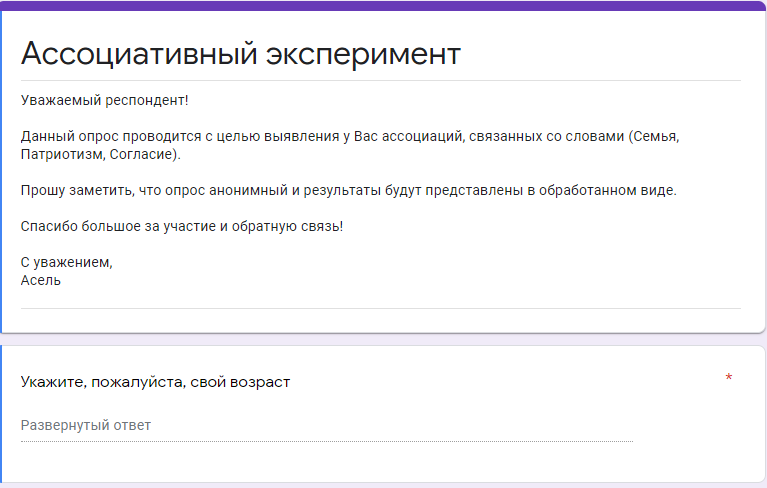 Ассоциативный эксперимент
Уважаемый респондент!
Данный опрос проводится с целью выявления у Вас ассоциаций, связанных со словами (Семья,
Патриотизм, Согласие).
Прошу заметить, что опрос анонимный и результаты будут представлены в обработанном виде.
Спасибо большое за участие и обратную связь!
С уважением,
Асель
Укажите, пожалуйста, свой возраст *
Развернутый ответ